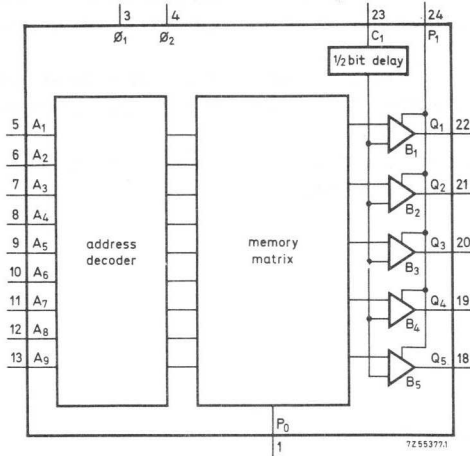 3 4 23 24
Ø1 Ø2 C1 P1
1/2 bit delay
5 A1 Q1 22
B1
6 A2
7 A3 Q2 21
B2
8 A4
9 A5 address decoder memory matrix Q3 20
B3
10 A6
11 A7 Q4 19
B4
12 A8
13 A9 Q5 18
B5
P0
1
7Z55377.1